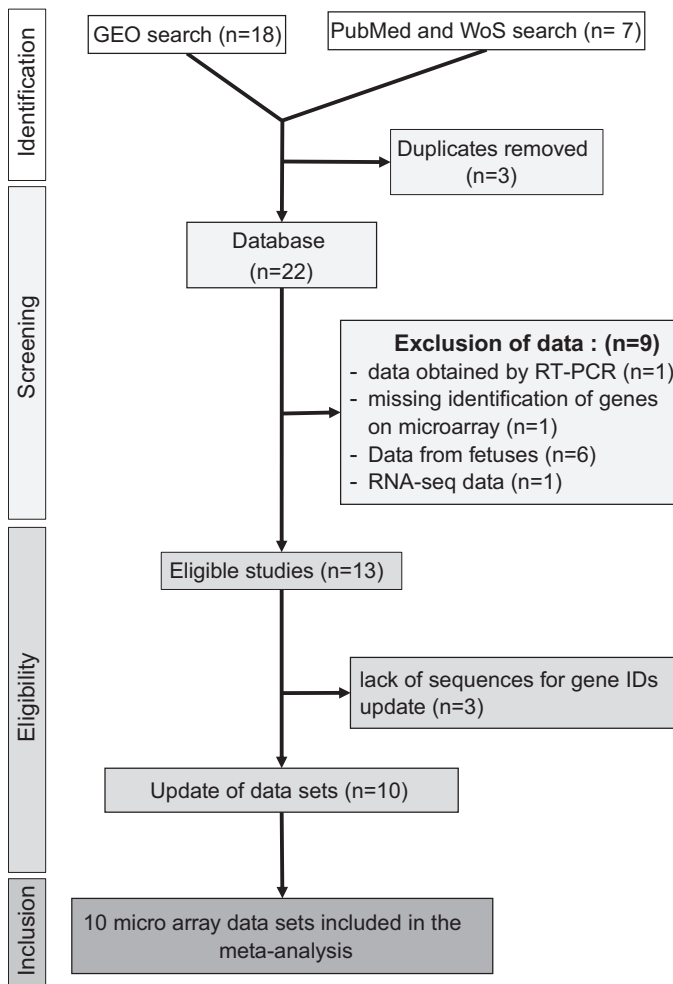 GEO search (n=18)
PubMed and WoS search (n= 7)
Identification
Duplicates removed
(n=3)
Screening
Database
(n=22)
Exclusion of data : (n=9)
- data obtained by RT-PCR (n=1)
- missing identification of genes
on microarray (n=1)
- Data from fetuses (n=6)
- RNA-seq data (n=1)
Eligibility
Eligible studies (n=13)
lack of sequences for gene IDs
update (n=3)
Update of data sets (n=10)
Inclusion
10 micro array data sets included in the
meta-analysis